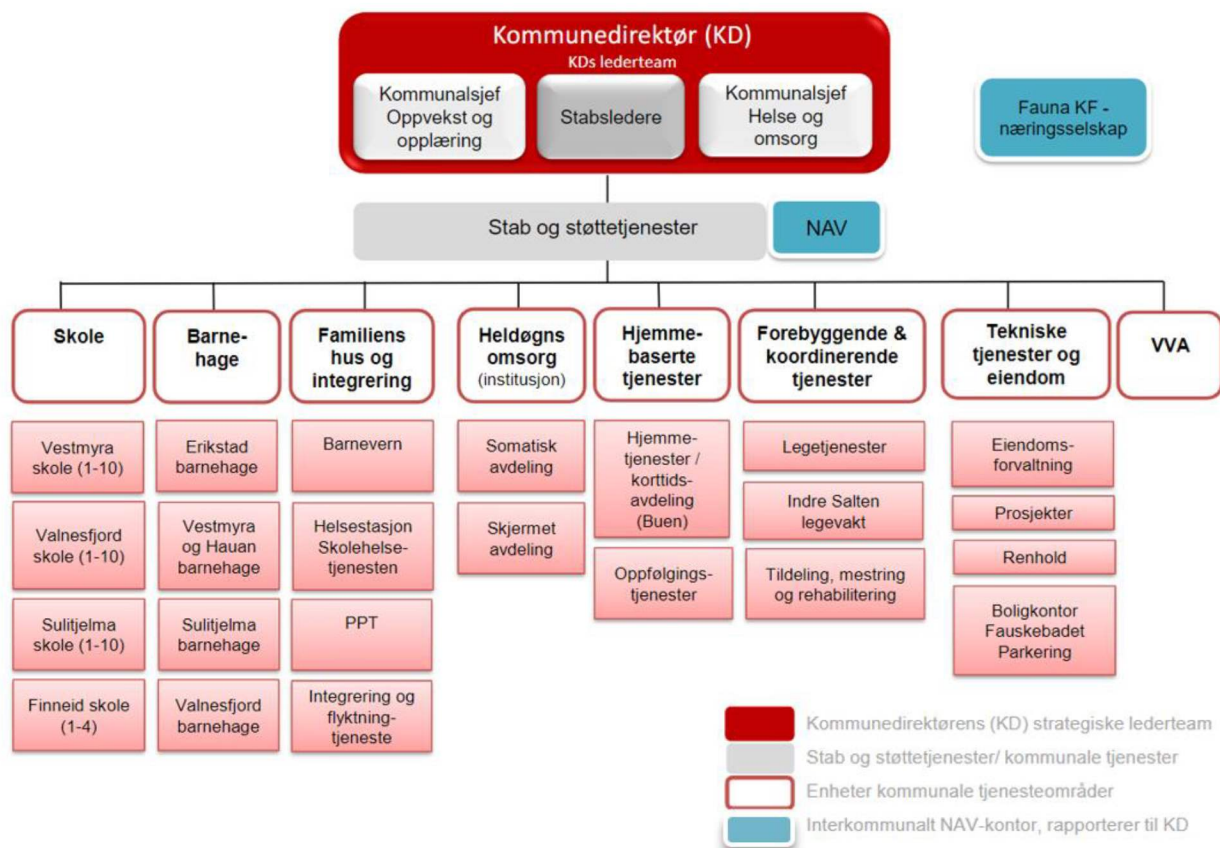 Kommunedirektør (KD)
KDs lederteam
Kommunalsjef
Oppvekst og
opplæring
Stabsledere
Kommunalsjef
Helse og
omsorg
Fauna KF -
næringsselskap
Stab og støttetjenester
NAV
Skole
Barne-
hage
Familiens
hus og
integrering
Heldøgns
omsorg
(institusjon)
Hjemme-
baserte
tjenester
Forebyggende &
koordinerende
tjenester
Tekniske
tjenester og
eiendom
VVA
Vestmyra
skole (1-10)
Valnesfjord
skole (1-10)
Sulitjelma
skole (1-10)
Finneid skole
(1-4)
Erikstad
barnehage
Vestmyra
og Hauan
barnehage
Sulitjelma
barnehage
Valnesfjord
barnehage
Barnevern
Helsestasjon
Skolehelse-
tjenesten
PPT
Integrering og
flyktning-
tjeneste
Somatisk
avdeling
Skjermet
avdeling
Hjemme-
tjenester /
korttids-
avdeling
(Buen)
Oppfølgings-
tjenester
Legetjenester
Indre Salten
legevakt
Tildeling, mestring
og rehabilitering
Eiendoms-
forvaltning
Prosjekter
Renhold
Boligkontor
Fauskebadet
Parkering
Kommunedirektørens (KD) strategiske lederteam
Stab og støttetjenester/ kommunale tjenester
Enheter kommunale tjenesteområder
Interkommunalt NAV-kontor, rapporterer til KD